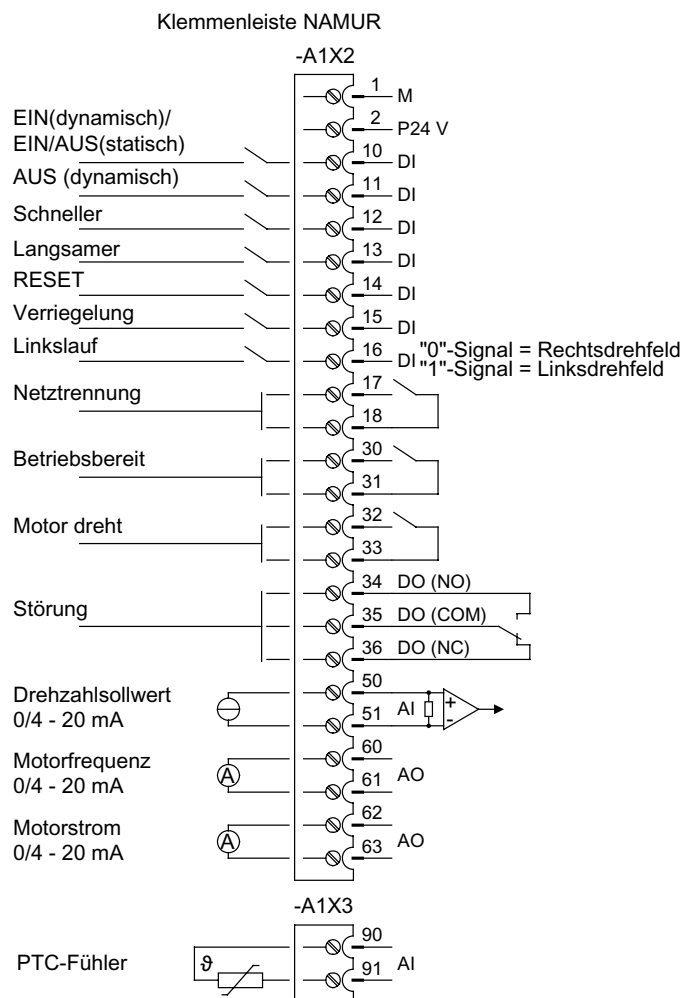 Klemmenleiste NAMUR
-A1X2
1 M
2 P24 V
EIN(dynamisch)/
EIN/AUS(statisch)
10 DI
AUS (dynamisch)
11 DI
Schneller
12 DI
Langsamer
13 DI
RESET
14 DI
Verriegelung
15 DI
Linkslauf
16 DI "0"-Signal = Rechtsdrehfeld
"1"-Signal = Linksdrehfeld
Netztrennung
17
18
Betriebsbereit
30
31
Motor dreht
32
33
Störung
34 DO (NO)
35 DO (COM)
36 DO (NC)
Drehzahlsollwert
0/4 - 20 mA
50
51 AI + -
Motorfrequenz
0/4 - 20 mA
A
60
61 AO
Motorstrom
0/4 - 20 mA
A
62
63 AO
-A1X3
PTC-Fühler
ϑ
90
91 AI